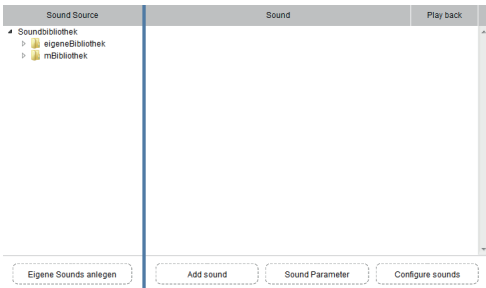 Sound Source Sound Play back
Soundbibliothek
eigeneBibliothek
mBibliothek
Eigene Sounds anlegen Add sound Sound Parameter Configure sounds